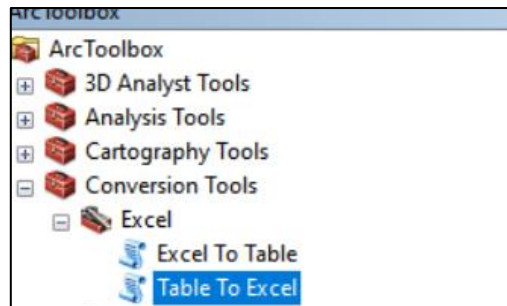 ArcToolbox
ArcToolbox
3D Analyst Tools
Analysis Tools
Cartography Tools
Conversion Tools
Excel
Excel To Table
Table To Excel